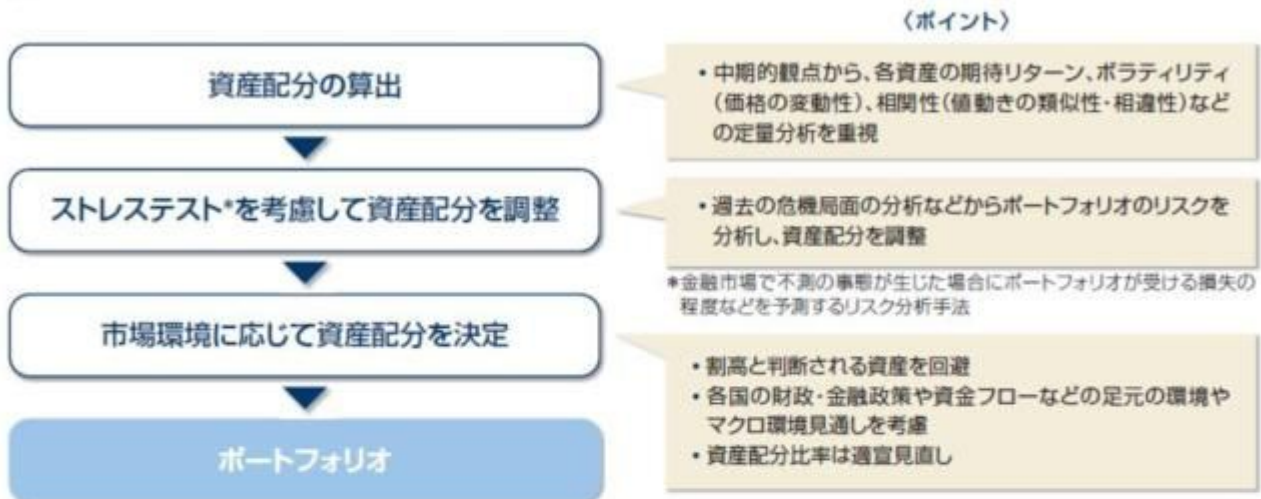 〈ポイント〉
資産配分の算出
・中期的観点から、各資産の期待リターン、ボラティリティ
(価格の変動性)、相関性(値動きの類似性・相違性)など
の定量分析を重視
ストレステスト*を考慮して資産配分を調整
・過去の危機局面の分析などからポートフォリオのリスクを
分析し、資産配分を調整
*金融市場で不測の事態が生じた場合にポートフォリオが受ける損失の
程度などを予測するリスク分析手法
市場環境に応じて資産配分を決定
・割高と判断される資産を回避
・各国の財政・金融政策や資金フローなどの足元の環境や
マクロ環境見通しを考慮
・資産配分比率は適宜見直し
ポートフォリオ